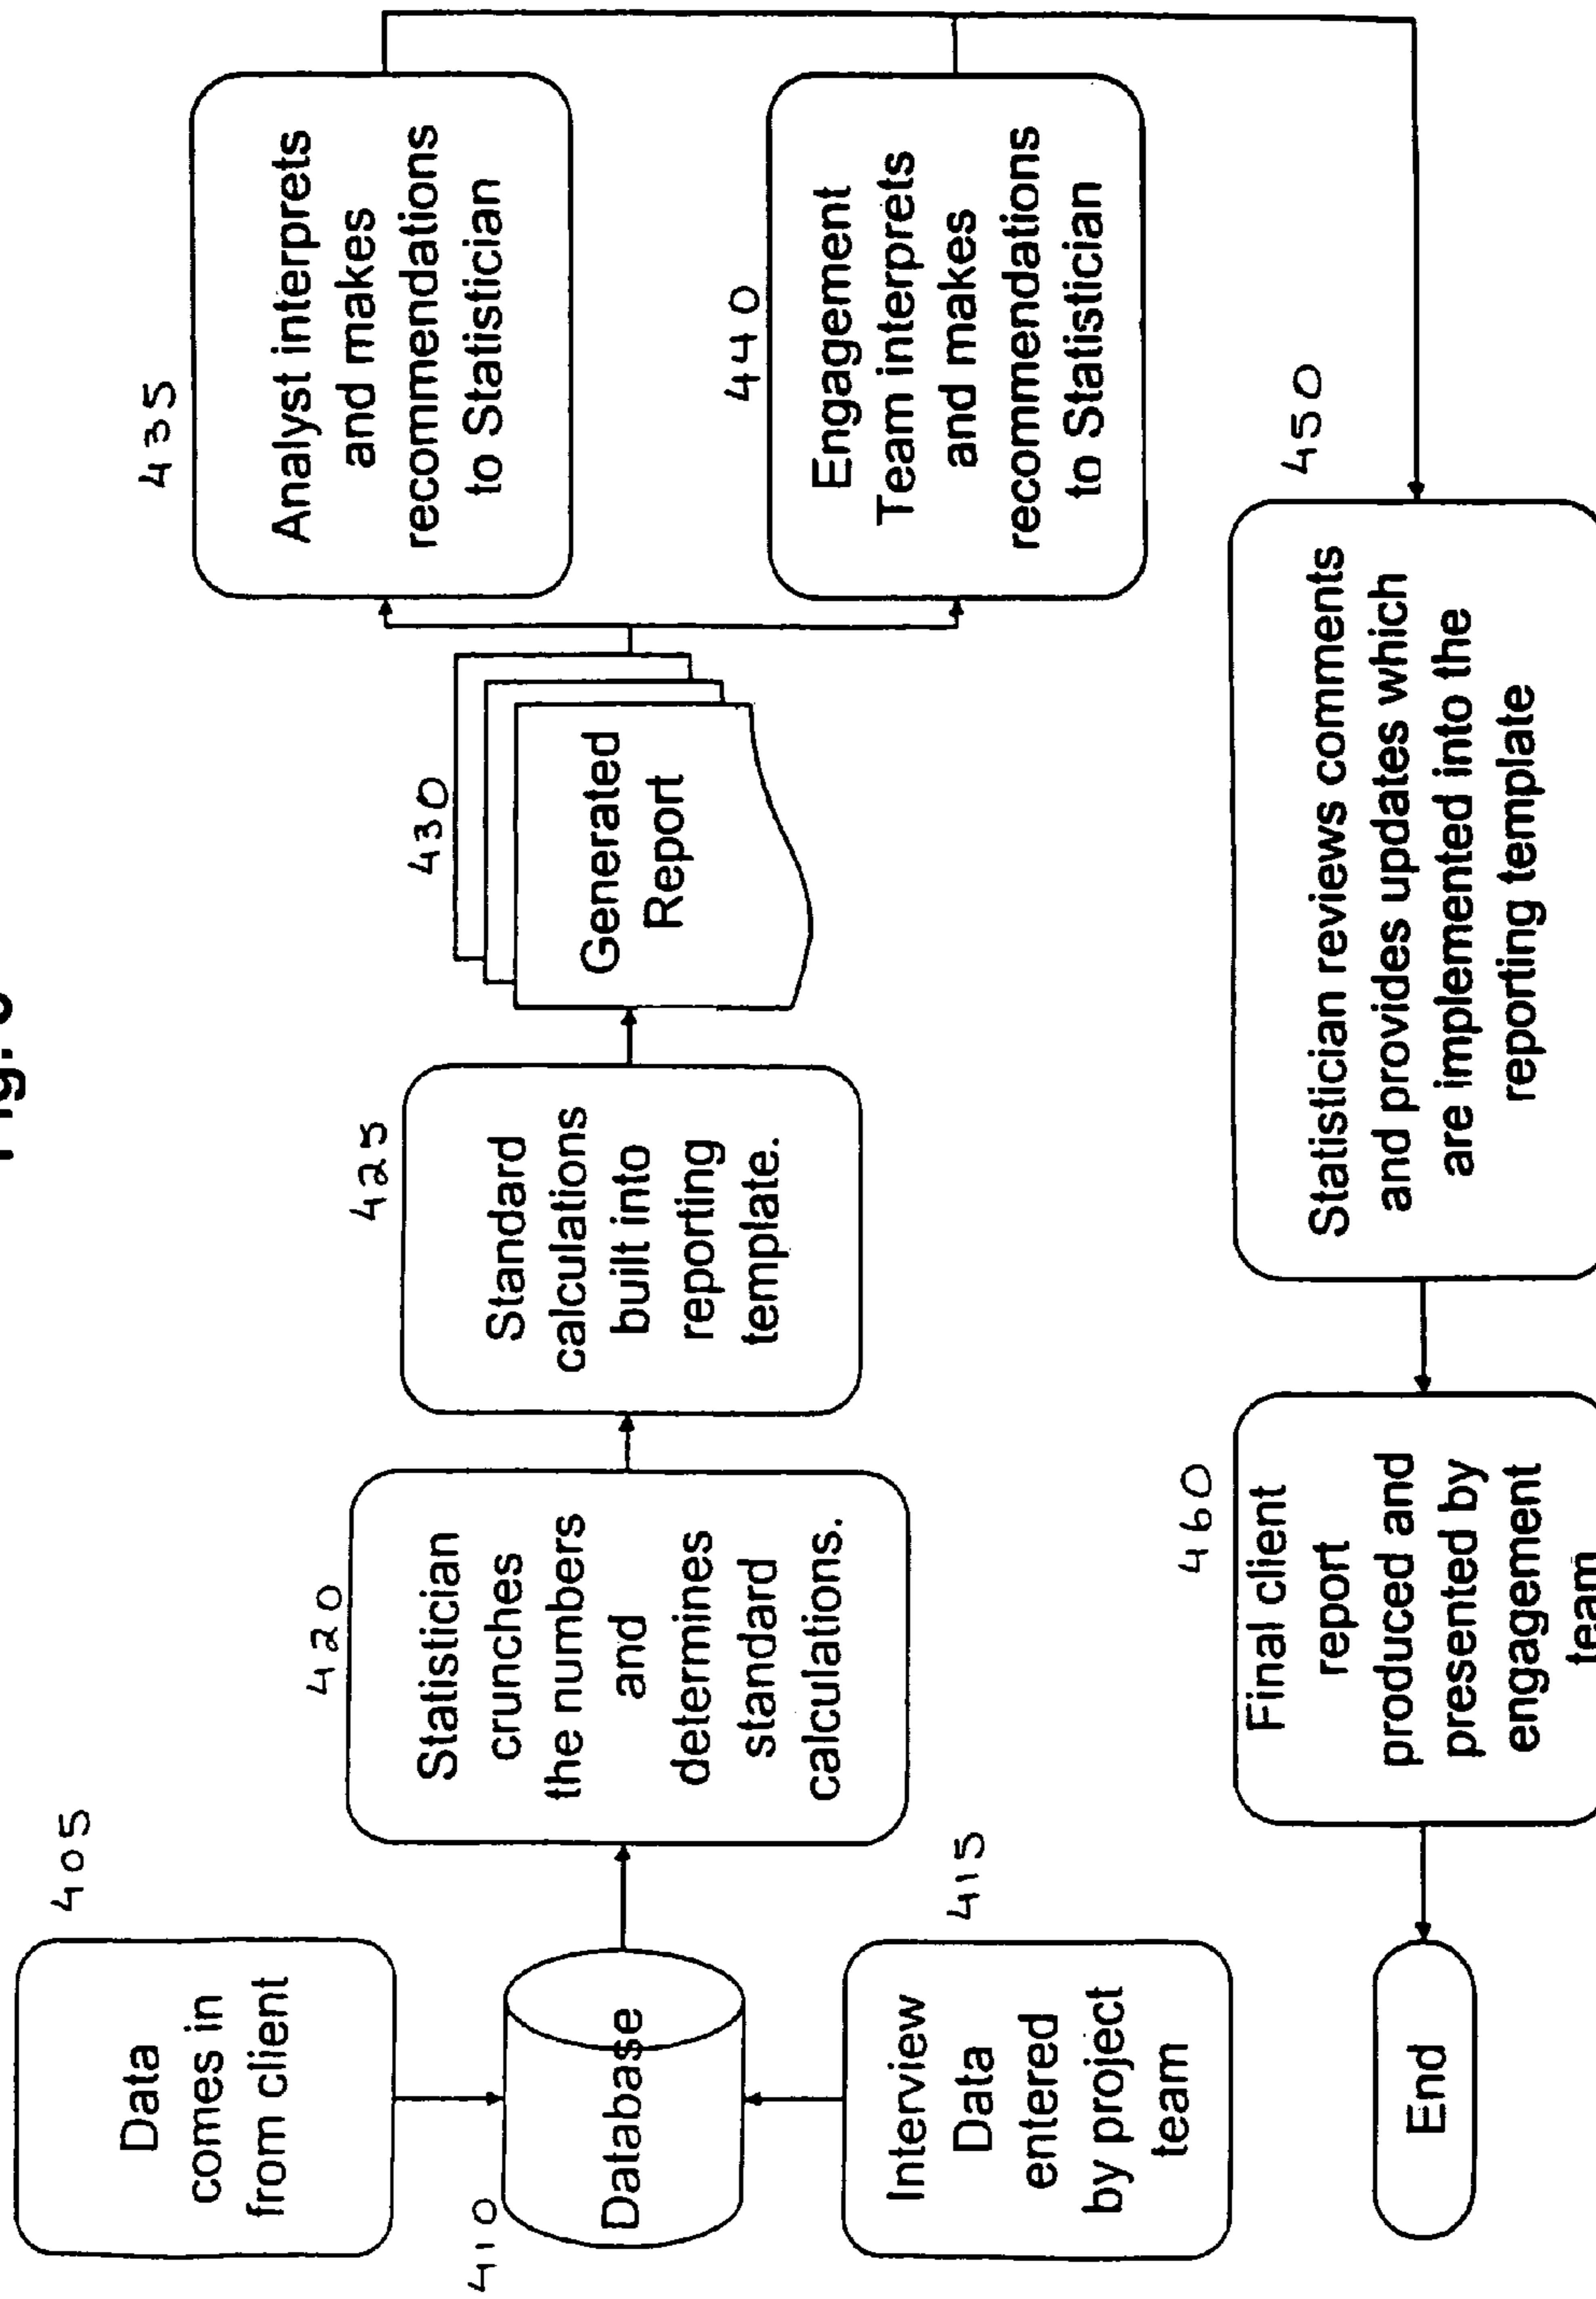 Fig.
405
Data
comes in
from client
410
Database
415
Interview
Data
entered
by project
team
420
Statistician
crunches
the numbers
and
determines
standard
calculations.
425
Standard
calculations
built into
reporting
template.
430
Generated
Report
435
Analyst interprets
and makes
recommendations
to Statistician
440
Engagement
Team interprets
and makes
recommendations
to Statistician
450
Statistician reviews comments
and provides updates which
are implemented into the
reporting template
460
Final client
report
produced and
presented by
engagement
team
End